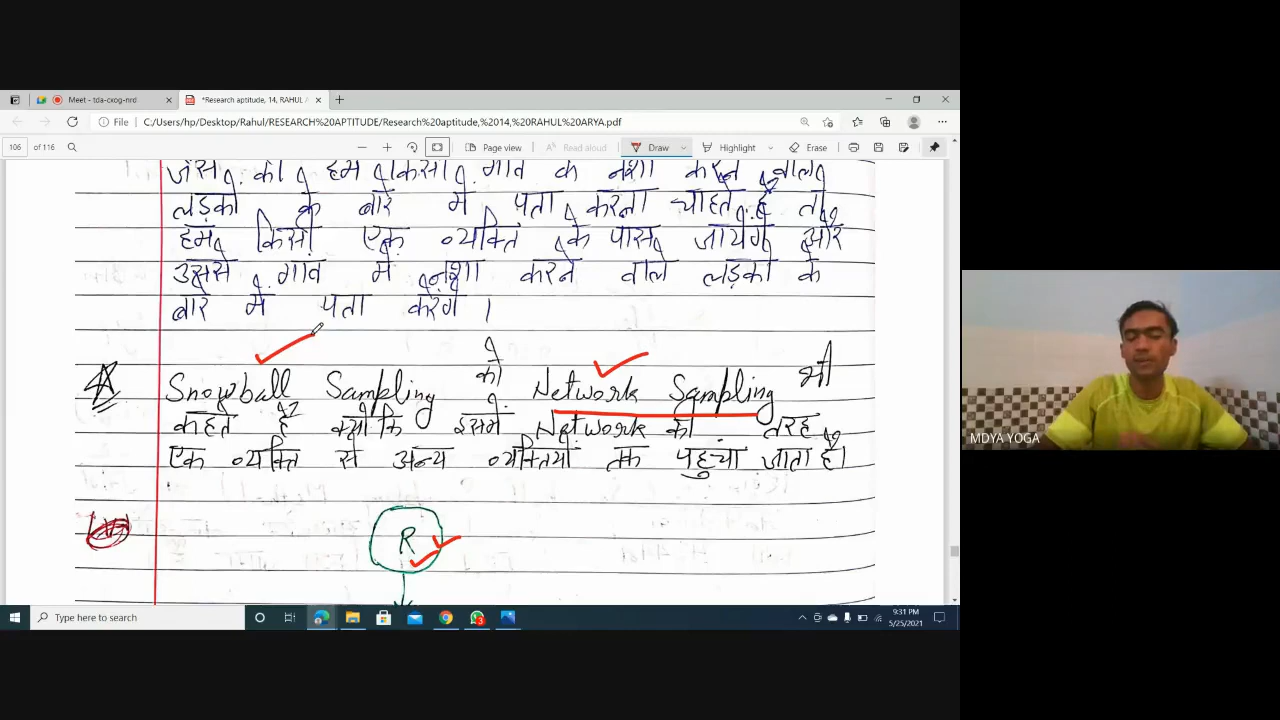 Meet - tda-cxog-nrd
*Research aptitude, 14, RAHUL /
File
C:/Users/hp/Desktop/Rahul/RESEARCH%20APTITUDE/Research%20aptitude,%2014,%20RAHUL%20ARYA.pdf
106 of 116
Page view
Read aloud
Draw
Highlight
Erase
जैसे की हम किसी गांव के नशा करने वाले
लड़को के बारे में पता करना चाहते है तो
हम किसी एक व्यक्ति के पास जायेंगे और
उससे गांव में नशा करने वाले लड़को के
बारे में पता करेंगे ।
Snowball Sampling को Network Sampling भी
कहते है क्योंकि इसमें Network की तरह
एक व्यक्ति से अन्य व्यक्तियों तक पहुंचा जाता है।
R
MDYA YOGA
Type here to search
3
9:31 PM
5/25/2021